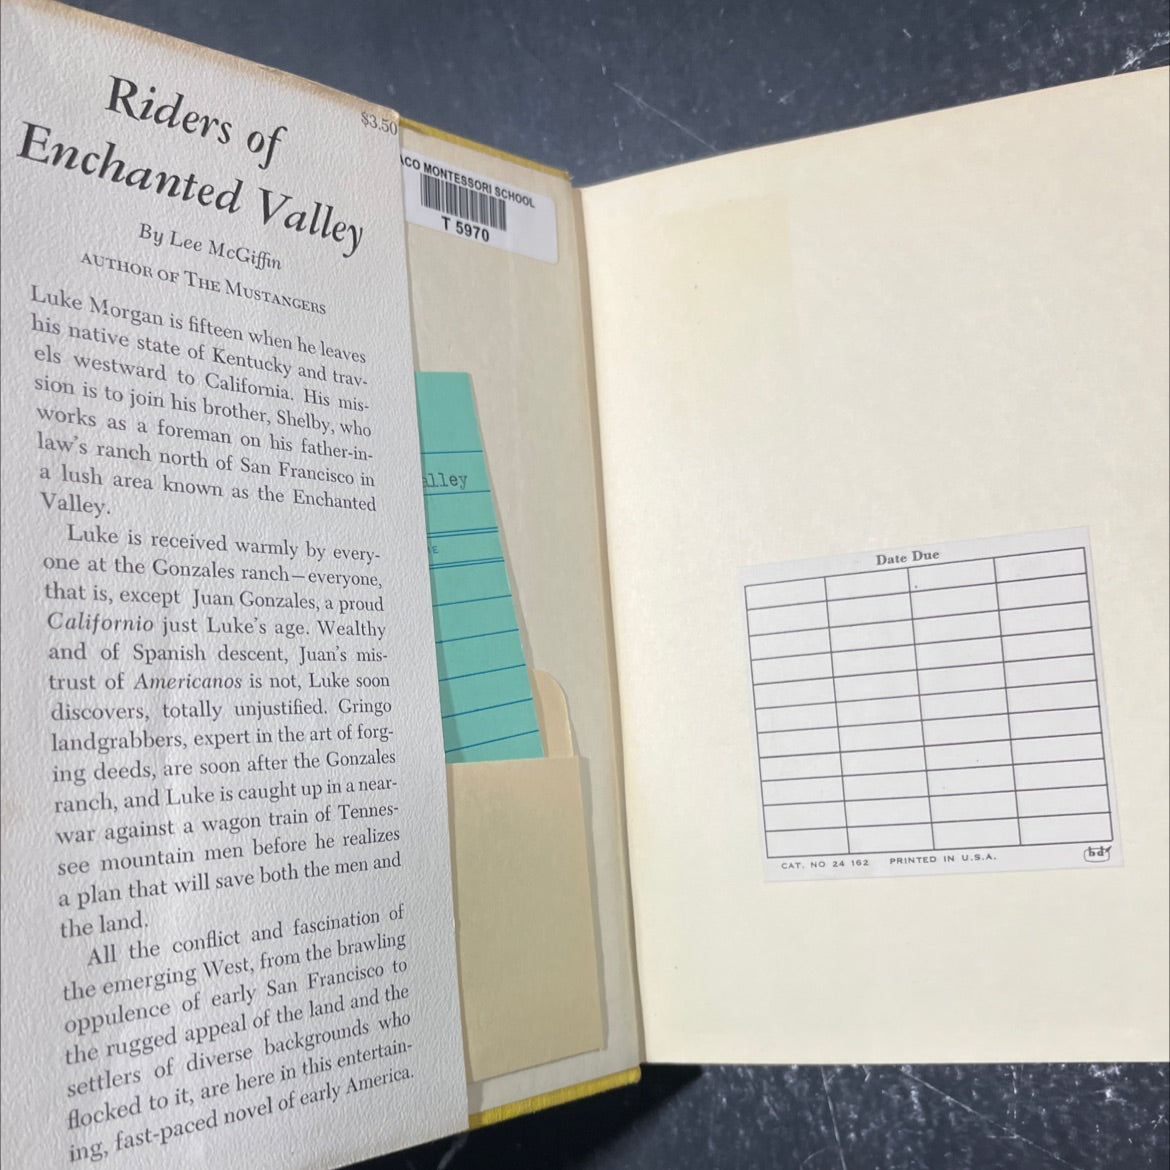 Riders of
Enchanted Valley
$3.50
By Lee McGiffin
AUTHOR OF THE MUSTANGERS
Luke Morgan is fifteen when he leaves
his native state of Kentucky and trav-
els westward to California. His mis-
sion is to join his brother, Shelby, who
works as a foreman on his father-in-
law's ranch north of San Francisco in
a lush area known as the Enchanted
Valley.
Luke is received warmly by every-
one at the Gonzales ranch—everyone,
that is, except Juan Gonzales, a proud
Californio just Luke's age. Wealthy
and of Spanish descent, Juan's mis-
trust of Americanos is not, Luke soon
discovers, totally unjustified. Gringo
landgrabbers, expert in the art of forg-
ing deeds, are soon after the Gonzales
ranch, and Luke is caught up in a near-
war against a wagon train of Tennes-
see mountain men before he realizes
a plan that will save both the men and
the land.
All the conflict and fascination of
the emerging West, from the brawling
oppulence of early San Francisco to
the rugged appeal of the land and the
settlers of diverse backgrounds who
flocked to it, are here in this entertain-
ing, fast-paced novel of early America.
ACO MONTESSORI SCHOOL
T 5970
alley
Date Due
CAT. NO 24 162 PRINTED IN U.S.A.
bd